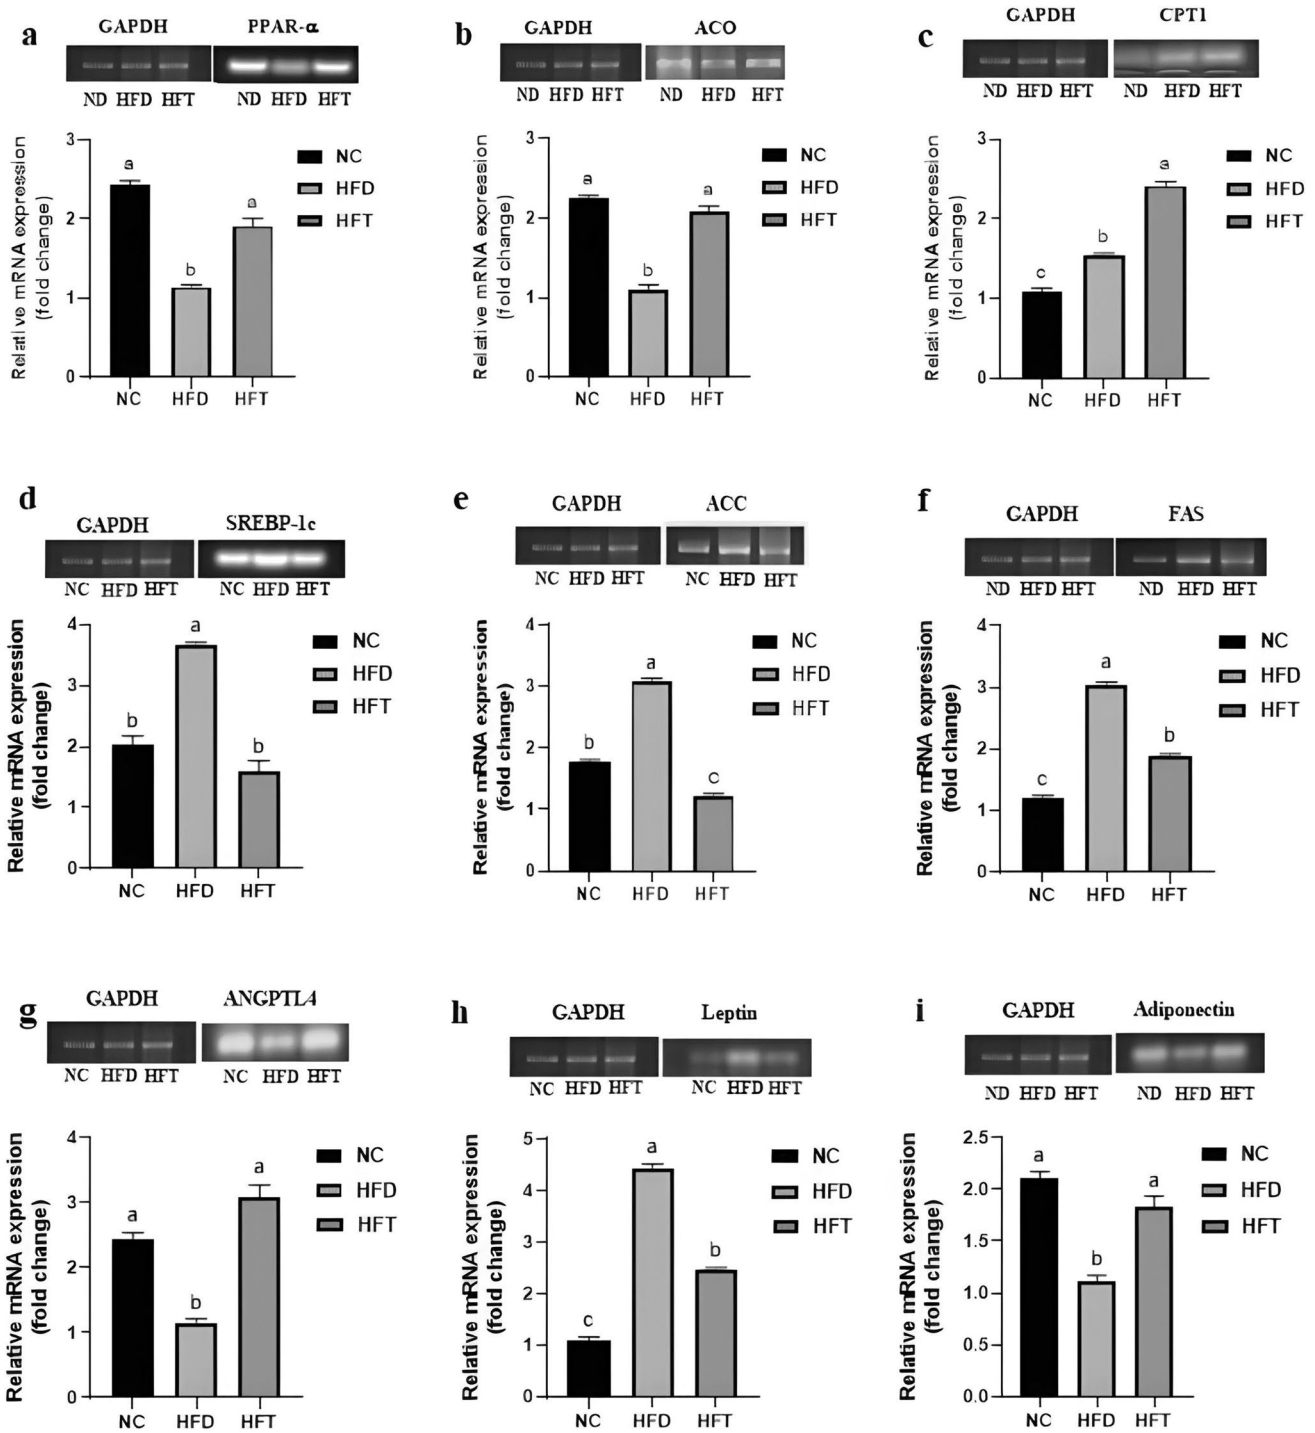 a
GAPDH PPAR-α
ND HFD HFT ND HFD HFT
Relative mRNA expression
(fold change)
3
2
1
0
a
b
a
NC HFD HFT
NC
HFD
HFT
b
GAPDH ACO
ND HFD HFT ND HFD HFT
Relative mRNA expression
(fold change)
3
2
1
0
a
b
a
NC HFD HFT
NC
HFD
HFT
c
GAPDH CPT1
ND HFD HFT ND HFD HFT
Relative mRNA expression
(fold change)
3
2
1
0
c
b
a
NC HFD HFT
NC
HFD
HFT
d
GAPDH SREBP-1c
NC HFD HFT NC HFD HFT
Relative mRNA expression
(fold change)
4
3
2
1
0
b
a
b
NC HFD HFT
NC
HFD
HFT
e
GAPDH ACC
NC HFD HFT NC HFD HFT
Relative mRNA expression
(fold change)
4
3
2
1
0
b
a
c
NC HFD HFT
NC
HFD
HFT
f
GAPDH FAS
ND HFD HFT ND HFD HFT
Relative mRNA expression
(fold change)
4
3
2
1
0
c
a
b
NC HFD HFT
NC
HFD
HFT
g
GAPDH ANGPTL4
NC HFD HFT NC HFD HFT
Relative mRNA expression
(fold change)
4
3
2
1
0
a
b
a
NC HFD HFT
NC
HFD
HFT
h
GAPDH Leptin
NC HFD HFT NC HFD HFT
Relative mRNA expression
(fold change)
5
4
3
2
1
0
c
a
b
NC HFD HFT
NC
HFD
HFT
i
GAPDH Adiponectin
ND HFD HFT ND HFD HFT
Relative mRNA expression
(fold change)
2.5
2.0
1.5
1.0
0.5
0.0
a
b
a
NC HFD HFT
NC
HFD
HFT